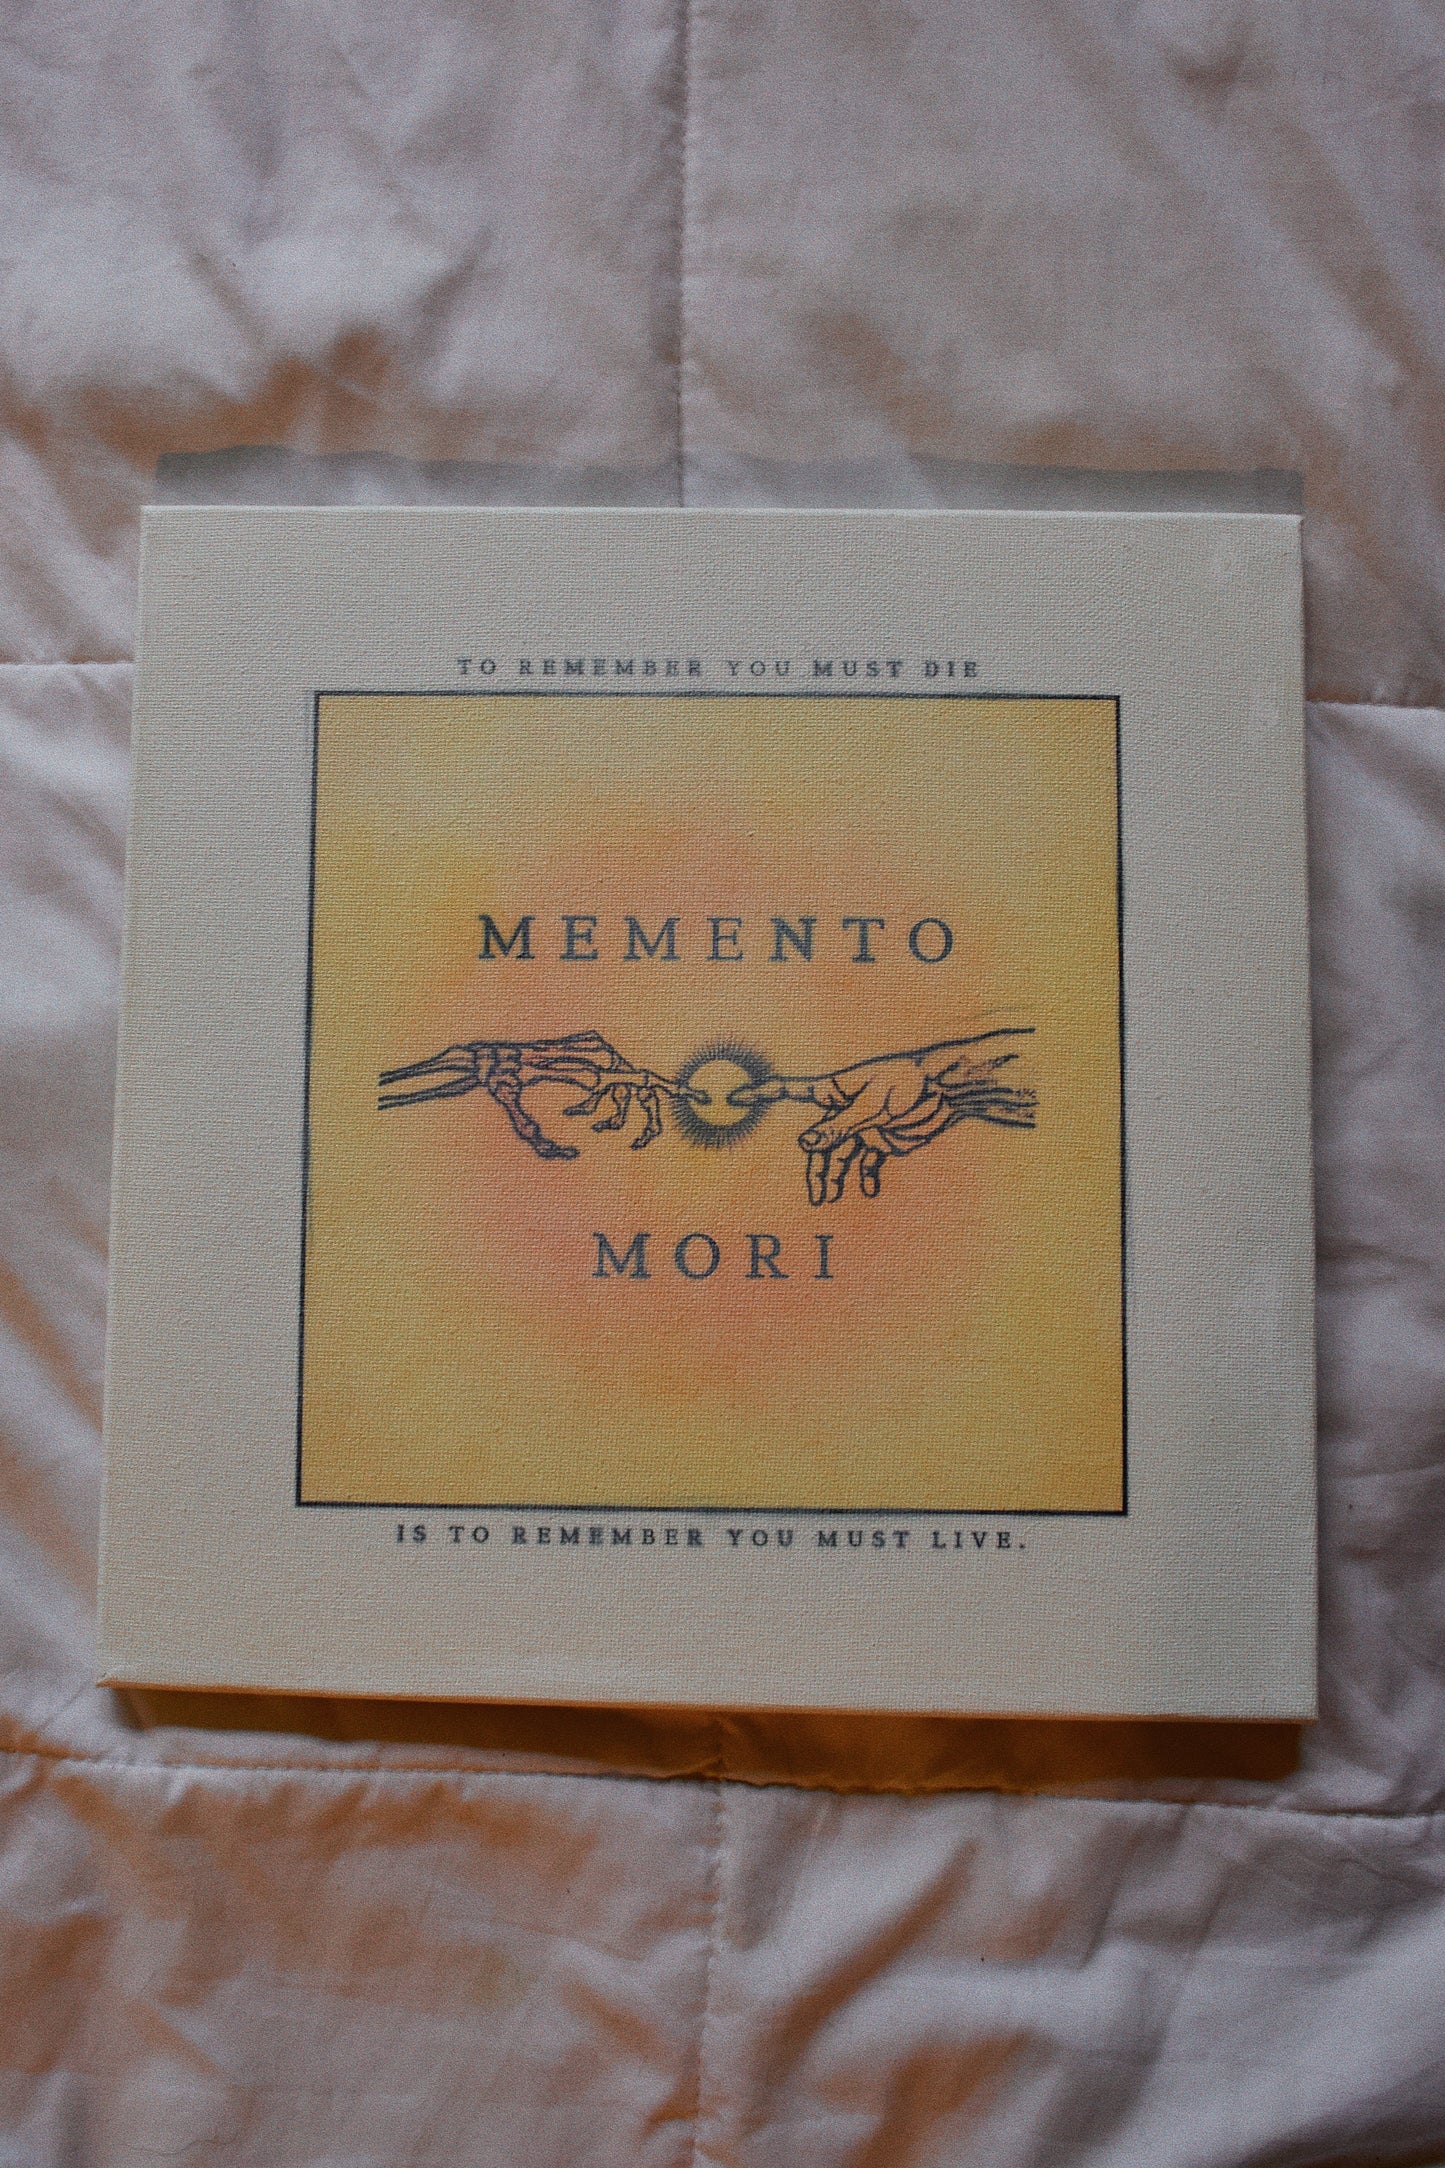 TO REMEMBER YOU MUST DIE
MEMENTO
MORI
IS TO REMEMBER YOU MUST LIVE.